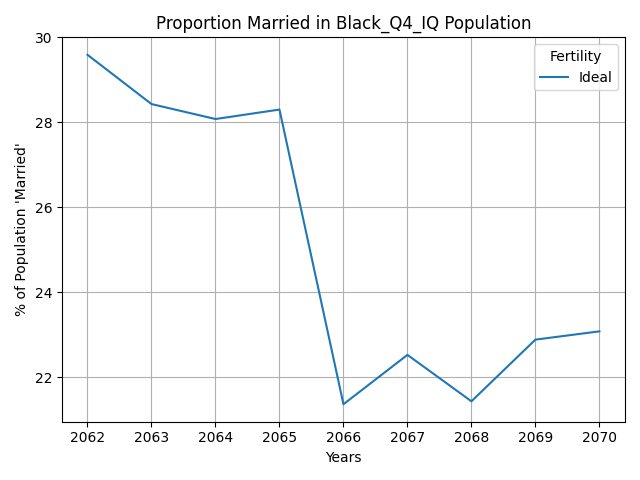 Proportion Married in Black_Q4_IQ Population
% of Population 'Married'
30
28
26
24
22
Fertility
Ideal
2062 2063 2064 2065 2066 2067 2068 2069 2070
Years